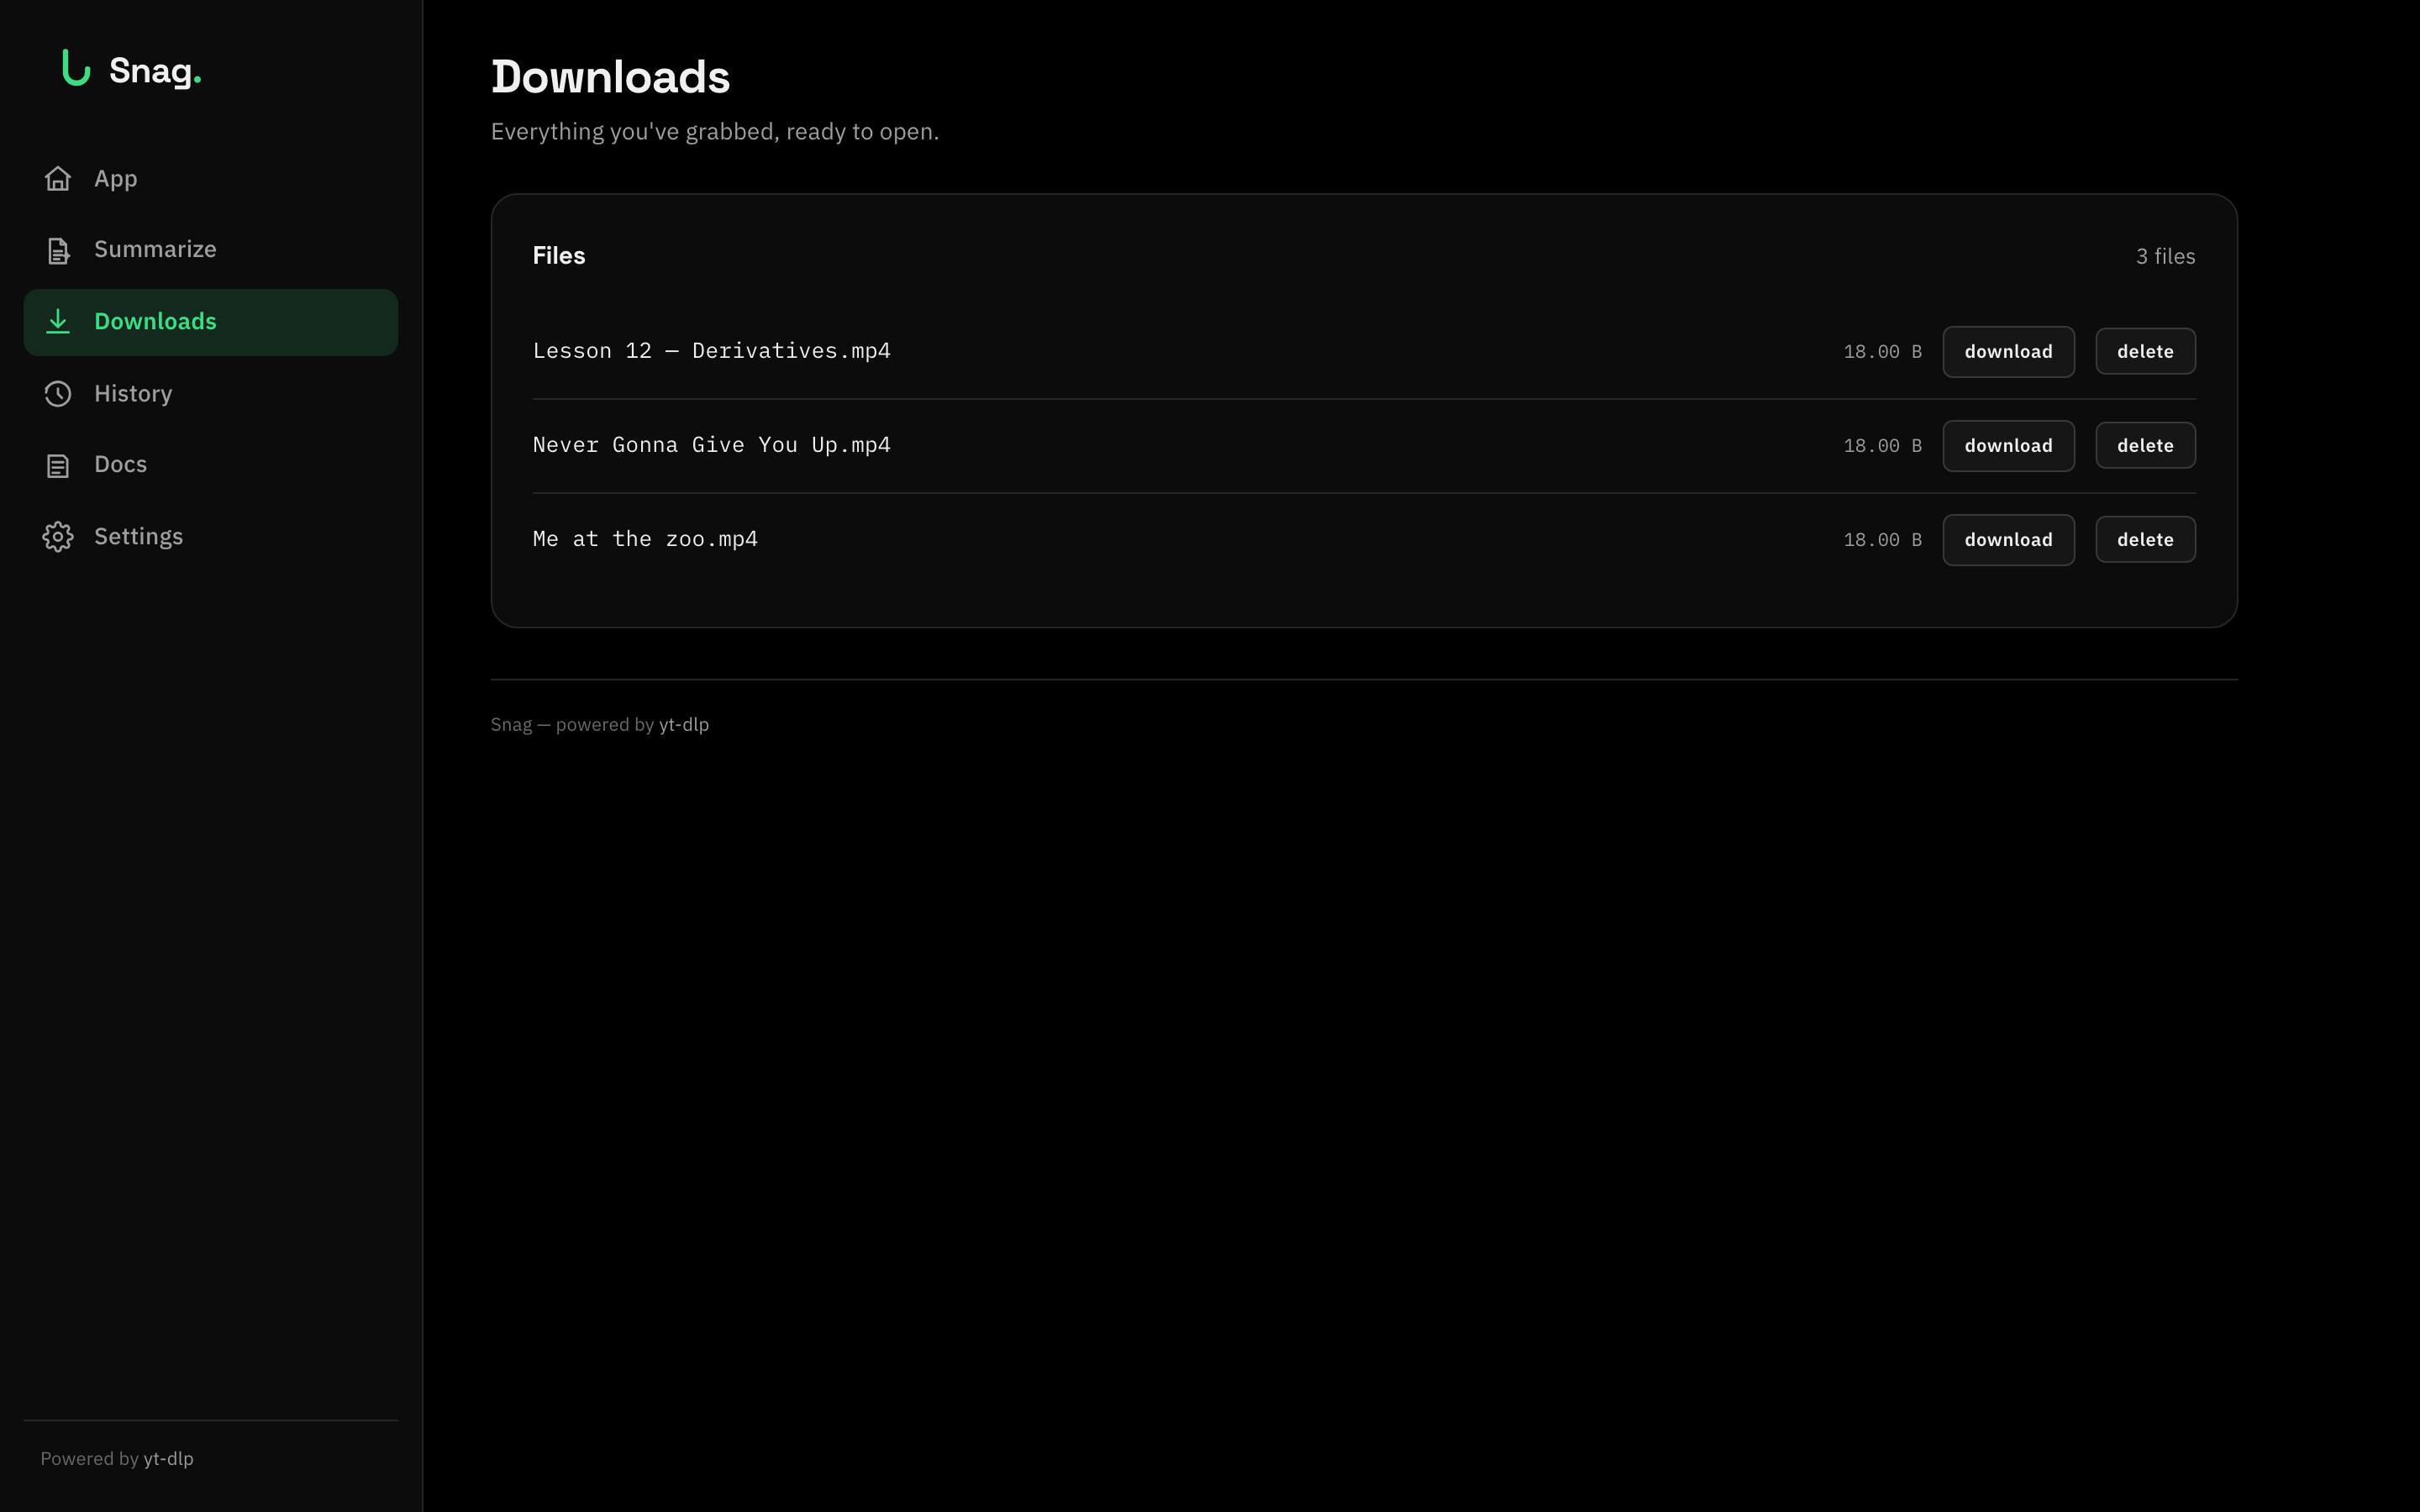 Snag.
App
Summarize
Downloads
History
Docs
Settings
Powered by yt-dlp
Downloads
Everything you've grabbed, ready to open.
Files 3 files
Lesson 12 — Derivatives.mp4 18.00 B download delete
Never Gonna Give You Up.mp4 18.00 B download delete
Me at the zoo.mp4 18.00 B download delete
Snag — powered by yt-dlp